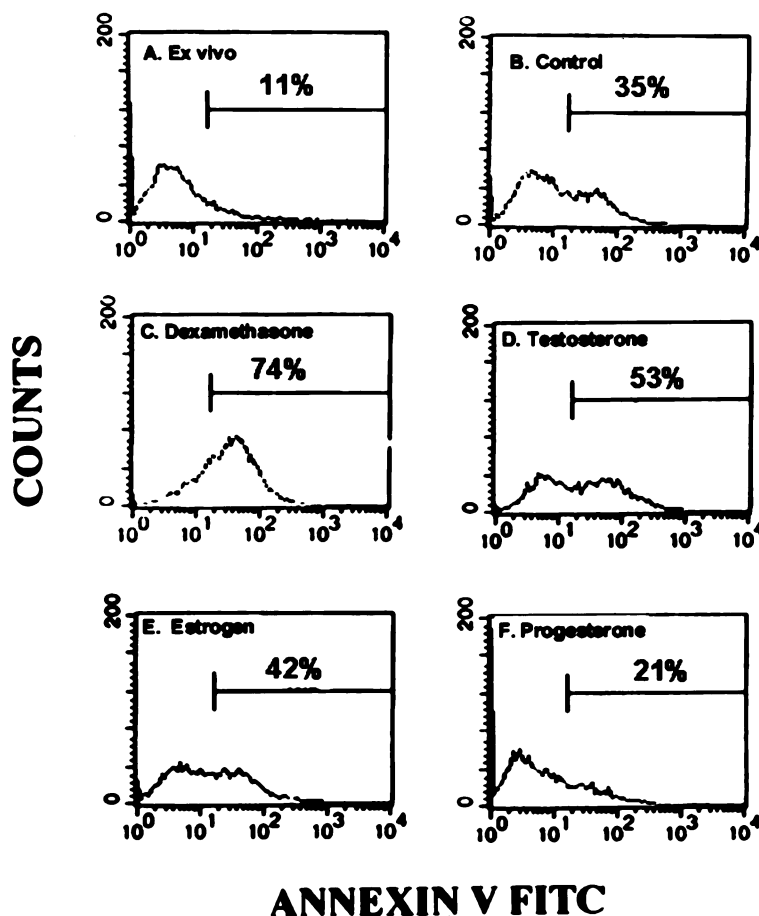 200
A. Ex vivo
11%
0
10^0 10^1 10^2 10^3 10^4
200
B. Control
35%
0
10^0 10^1 10^2 10^3 10^4
200
C. Dexamethasone
74%
0
10^0 10^1 10^2 10^3 10^4
200
D. Testosterone
53%
0
10^0 10^1 10^2 10^3 10^4
COUNTS
200
E. Estrogen
42%
0
10^0 10^1 10^2 10^3 10^4
200
F. Progesterone
21%
0
10^0 10^1 10^2 10^3 10^4
ANNEXIN V FITC